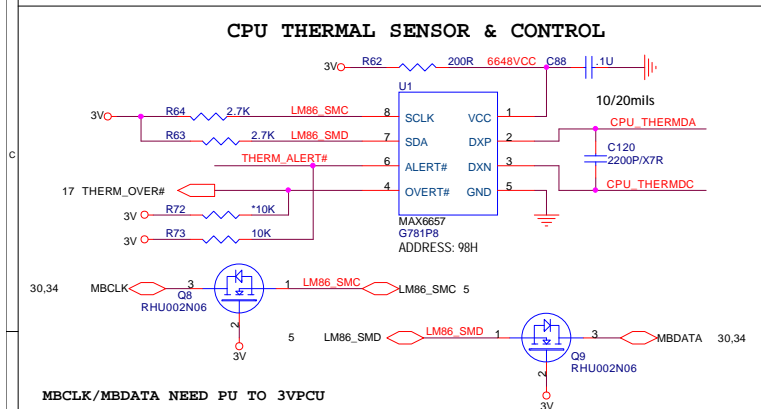 CPU THERMAL SENSOR & CONTROL
3V R62 200R 6648VCC C88 .1U
U1
10/20mils
3V R64 2.7K LM86_SMC 8 SCLK VCC 1
CPU_THERMDA
R63 2.7K LM86_SMD 7 SDA DXP 2
C120
2200P/X7R
C
THERM_ALERT# 6 ALERT# DXN 3
CPU_THERMDC
17 THERM_OVER# 4 OVERT# GND 5
3V R72 *10K
MAX6657
G781P8
3V R73 10K
ADDRESS: 98H
30,34 MBCLK 3 1 LM86_SMC LM86_SMC 5
Q8
RHU002N06
2
3V
5 LM86_SMD LM86_SMD 1 3 MBDATA 30,34
Q9
RHU002N06
2
3V
MBCLK/MBDATA NEED PU TO 3VPCU